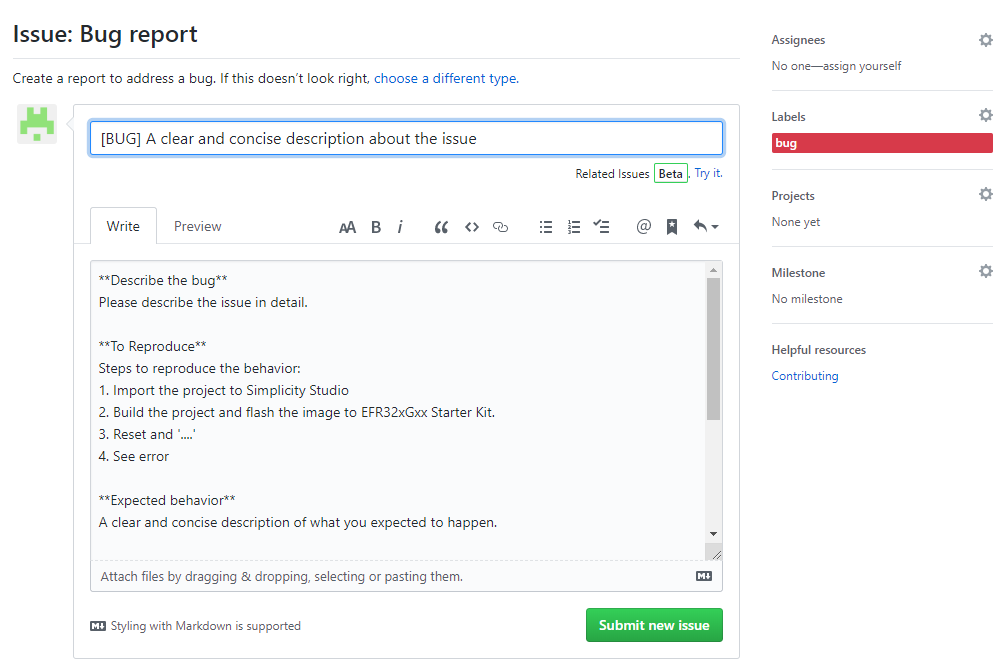 Issue: Bug report
Create a report to address a bug. If this doesn't look right, choose a different type.
[BUG] A clear and concise description about the issue
Related Issues Beta. Try it.
Write Preview
**Describe the bug**
Please describe the issue in detail.
**To Reproduce**
Steps to reproduce the behavior:
1. Import the project to Simplicity Studio
2. Build the project and flash the image to EFR32xGxx Starter Kit.
3. Reset and '....'
4. See error
**Expected behavior**
A clear and concise description of what you expected to happen.
Attach files by dragging & dropping, selecting or pasting them.
Styling with Markdown is supported
Submit new issue
Assignees
No one—assign yourself
Labels
bug
Projects
None yet
Milestone
No milestone
Helpful resources
Contributing